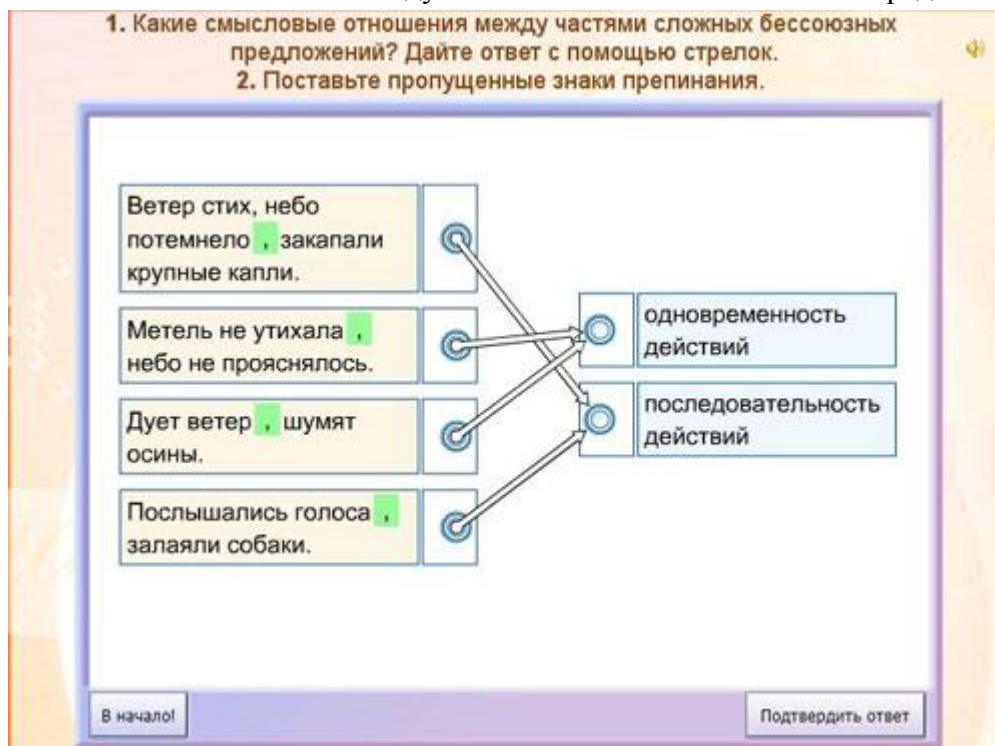 1. Какие смысловые отношения между частями сложных бессоюзных
предложений? Дайте ответ с помощью стрелок.
2. Поставьте пропущенные знаки препинания.
Ветер стих, небо
потемнело , закапали
крупные капли.
Метель не утихала ,
небо не прояснялось.
Дует ветер , шумят
осины.
Послышались голоса ,
залаяли собаки.
одновременность
действий
последовательность
действий
В начало!
Подтвердить ответ